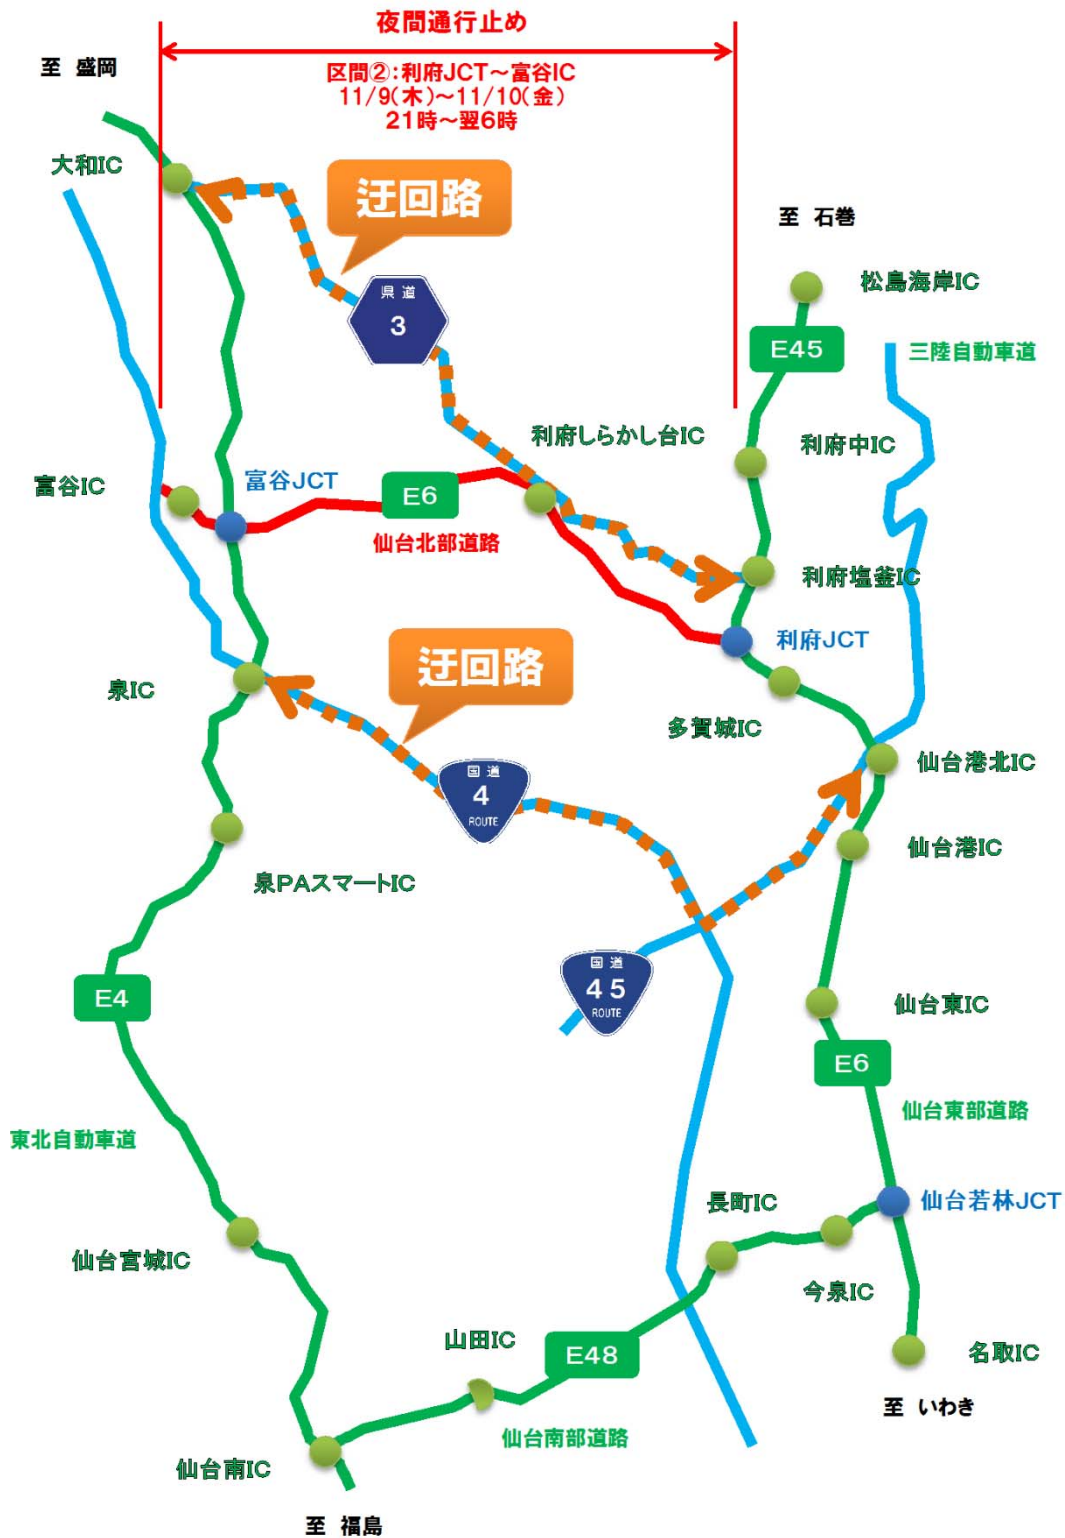 夜間通行止め
至 盛岡
区間②：利府JCT～富谷IC
11/9(木)～11/10(金)
21時～翌6時
大和IC
迂回路
至 石巻
松島海岸IC
県道
3
E45
三陸自動車道
利府しらかし台IC
利府中IC
富谷IC
富谷JCT
E6
仙台北部道路
利府塩釜IC
利府JCT
迂回路
泉IC
多賀城IC
仙台港北IC
国道
4
ROUTE
仙台港IC
泉PAスマートIC
国道
45
ROUTE
E4
仙台東IC
E6
仙台東部道路
東北自動車道
長町IC
仙台若林JCT
仙台宮城IC
今泉IC
山田IC
E48
名取IC
至 いわき
仙台南部道路
仙台南IC
至 福島